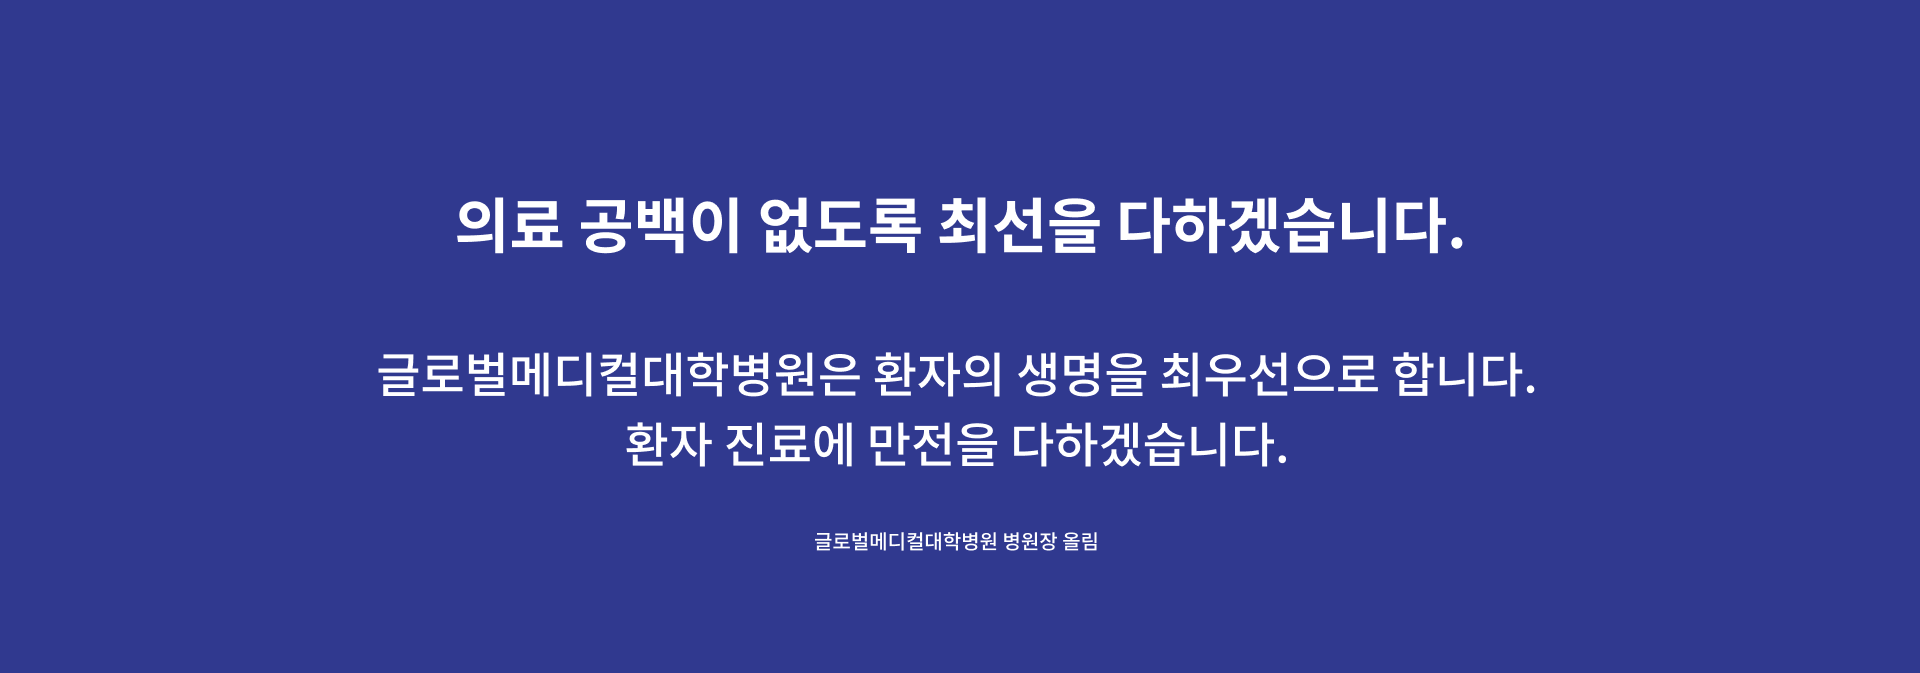 의료 공백이 없도록 최선을 다하겠습니다.
글로벌메디컬대학병원은 환자의 생명을 최우선으로 합니다.
환자 진료에 만전을 다하겠습니다.
글로벌메디컬대학병원 병원장 올림